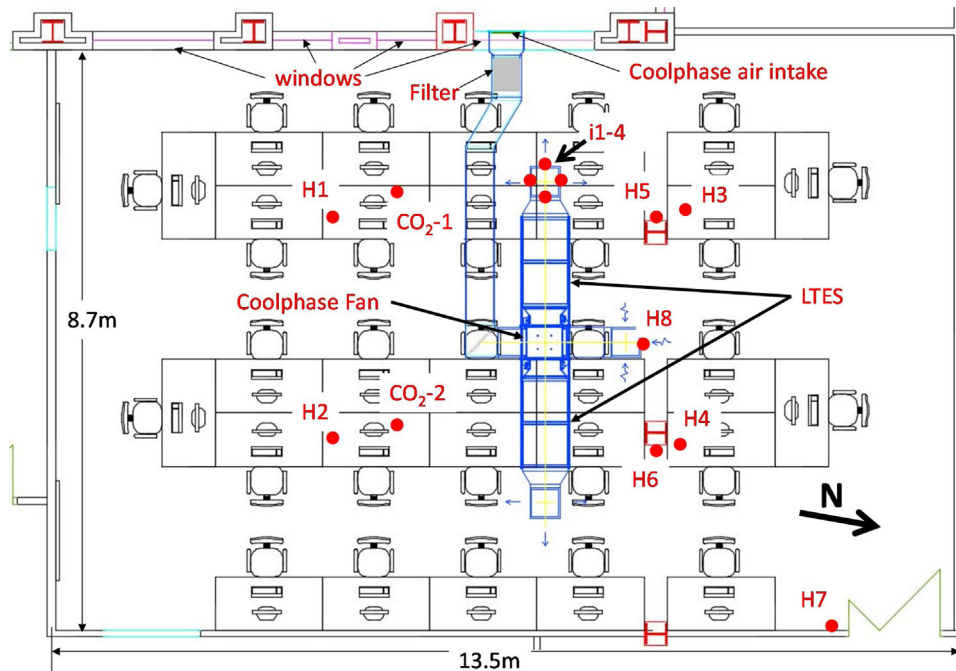 windows
Filter
Coolphase air intake
i1-4
H1
CO₂-1
H5
H3
Coolphase Fan
LTES
8.7m
H8
H2
CO₂-2
H4
H6
N
H7
13.5m